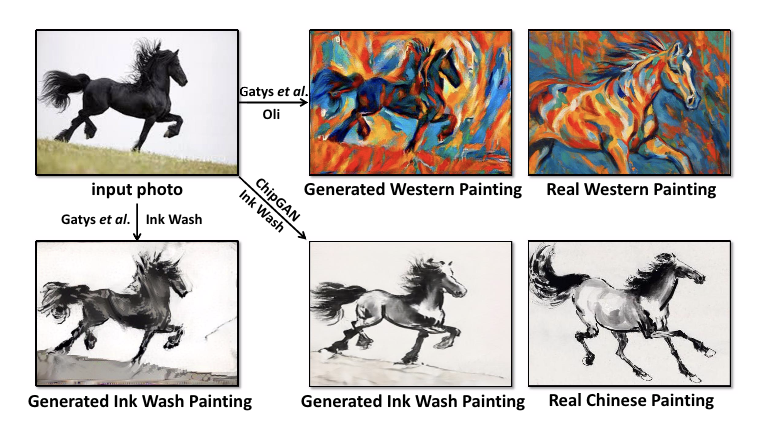 Gatys et al.
Oli
input photo
Generated Western Painting
Real Western Painting
Gatys et al. Ink Wash
ChipGAN
Ink Wash
Generated Ink Wash Painting
Generated Ink Wash Painting
Real Chinese Painting